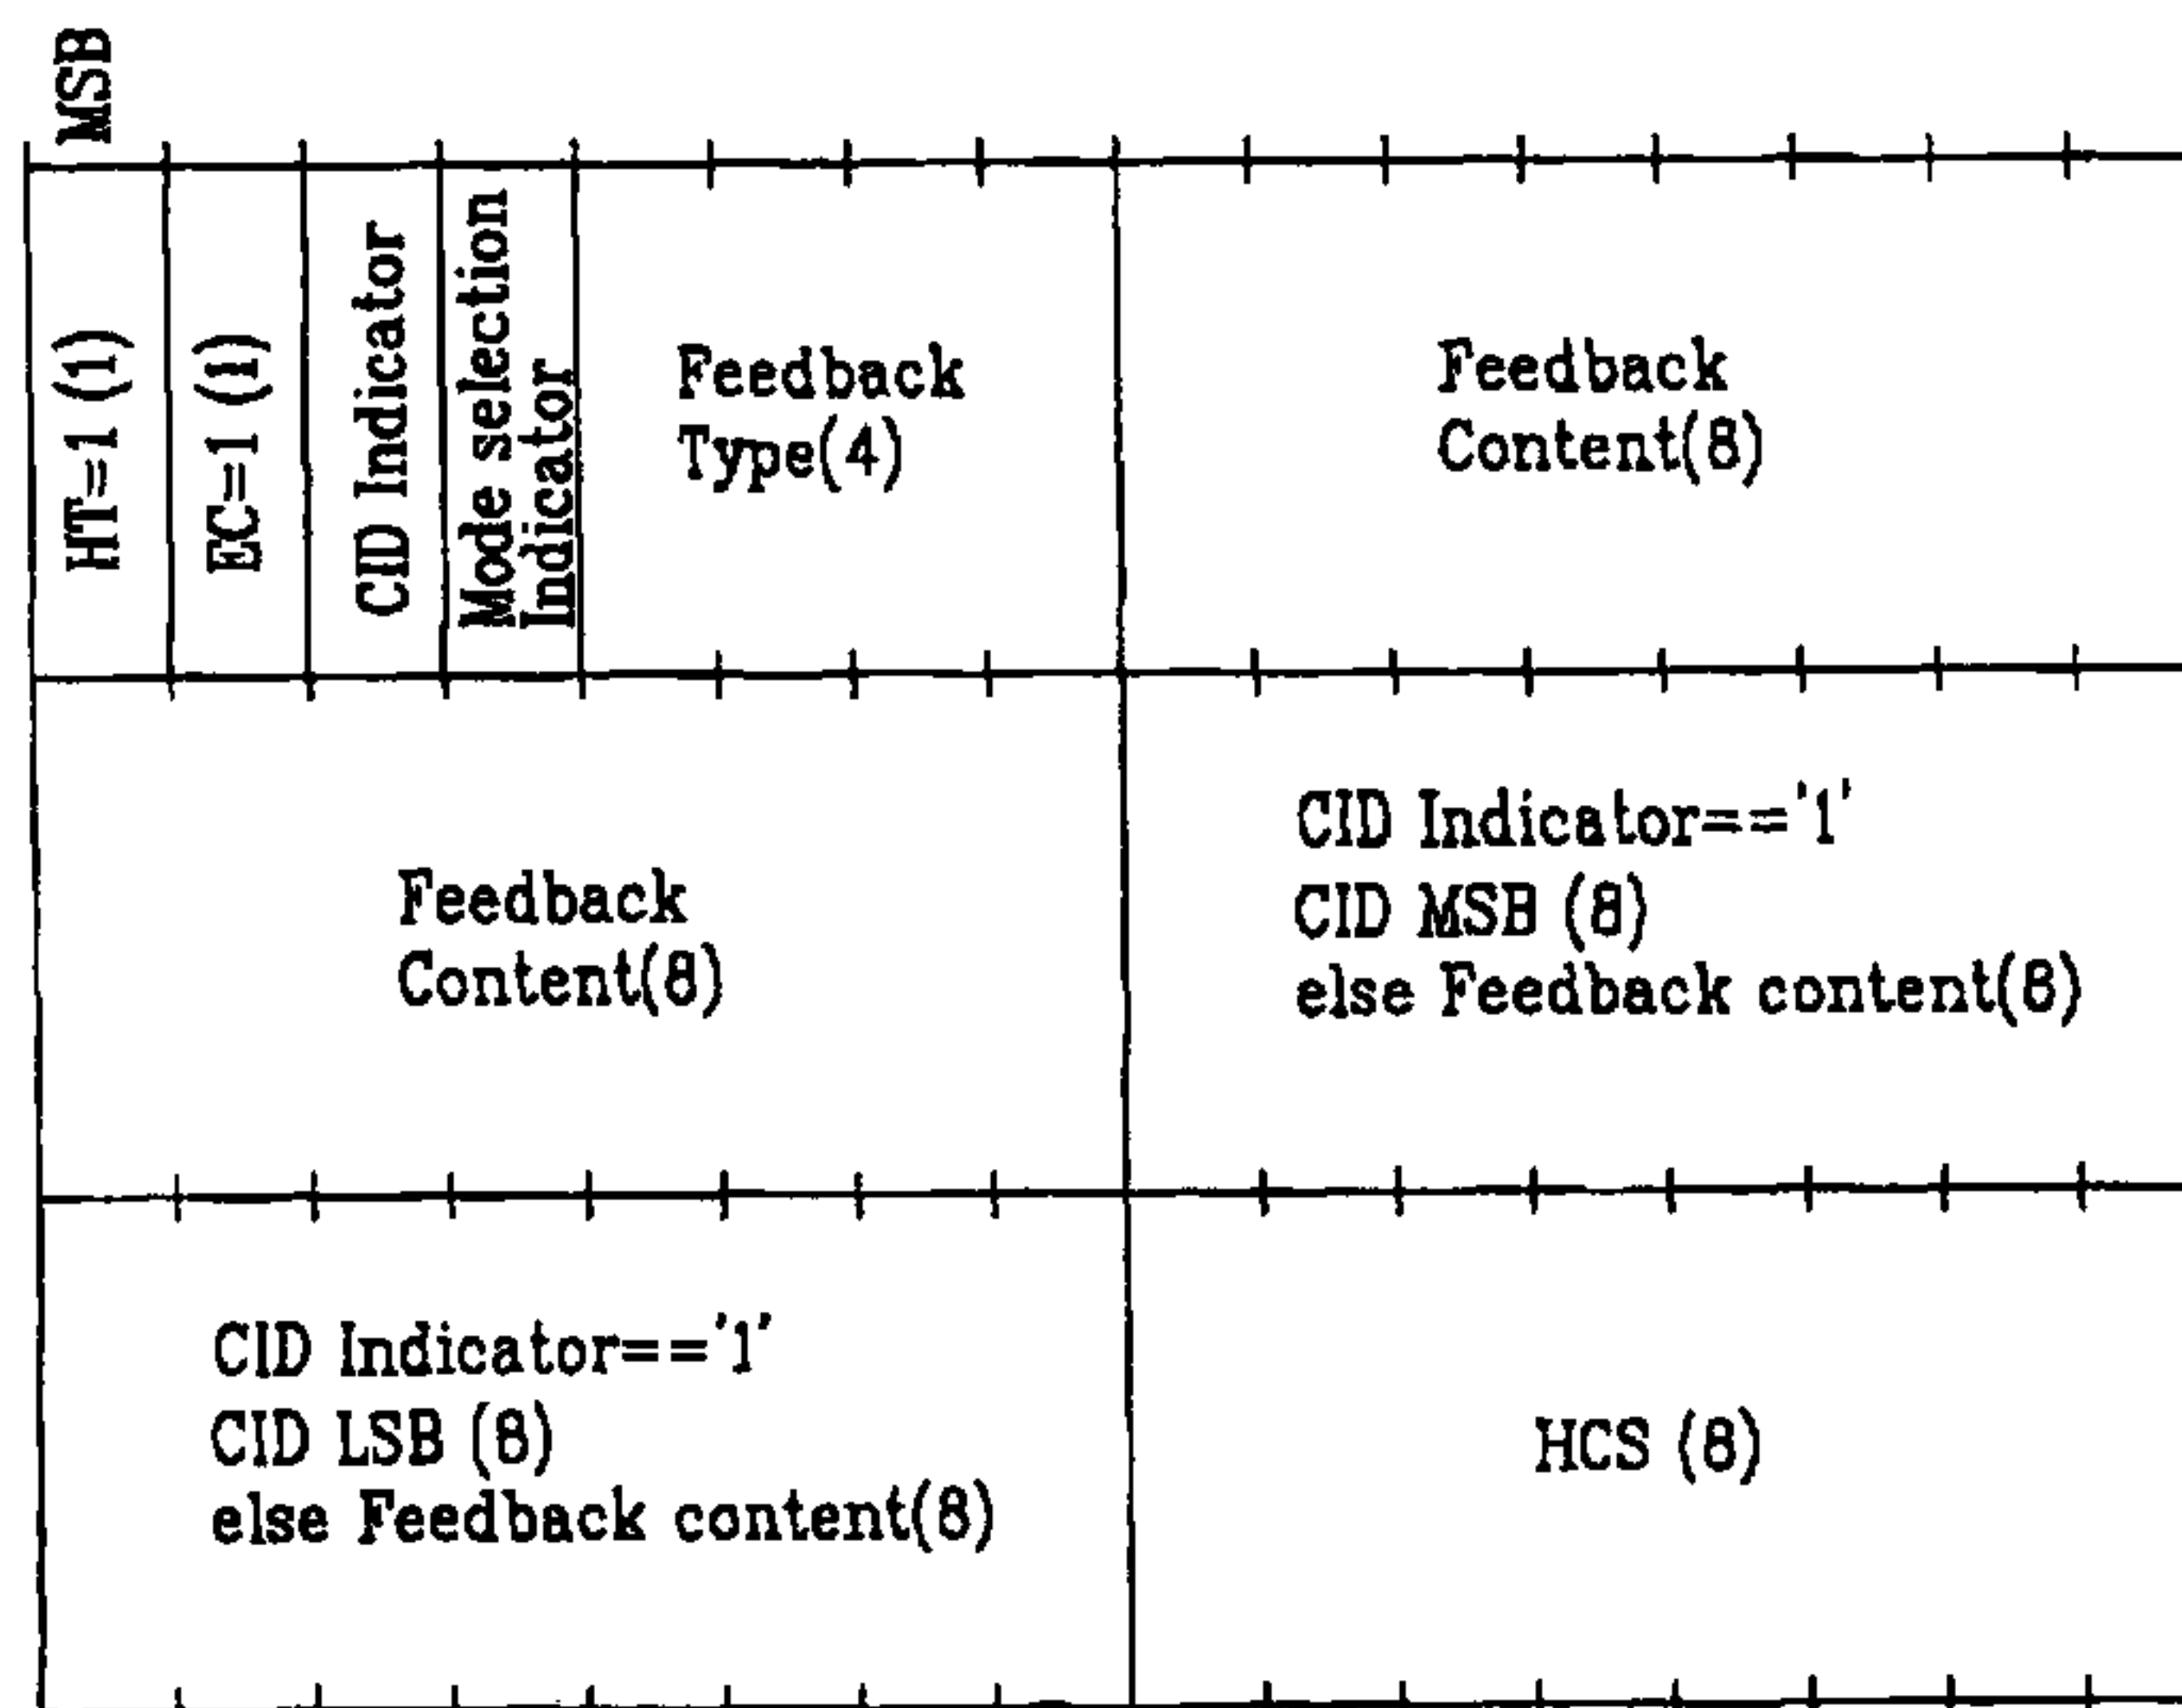 MSB
HT=1 (1)
EC=1 (1)
CID Indicator
Mode selection
Indicator
Feedback
Type(4)
Feedback
Content(8)
Feedback
Content(8)
CID Indicator=='1'
CID MSB (8)
else Feedback content(8)
CID Indicator=='1'
CID LSB (8)
else Feedback content(8)
HCS (8)